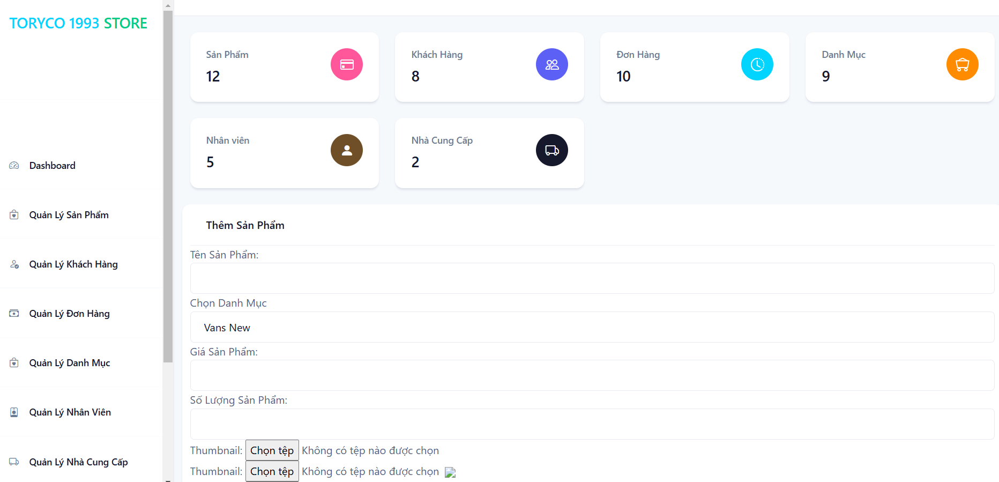 TORYCO 1993 STORE
Dashboard
Quản Lý Sản Phẩm
Quản Lý Khách Hàng
Quản Lý Đơn Hàng
Quản Lý Danh Mục
Quản Lý Nhân Viên
Quản Lý Nhà Cung Cấp
Sản Phẩm
12
Khách Hàng
8
Đơn Hàng
10
Danh Mục
9
Nhân viên
5
Nhà Cung Cấp
2
Thêm Sản Phẩm
Tên Sản Phẩm:
Chọn Danh Mục
Vans New
Giá Sản Phẩm:
Số Lượng Sản Phẩm:
Thumbnail: Chọn tệp Không có tệp nào được chọn
Thumbnail: Chọn tệp Không có tệp nào được chọn